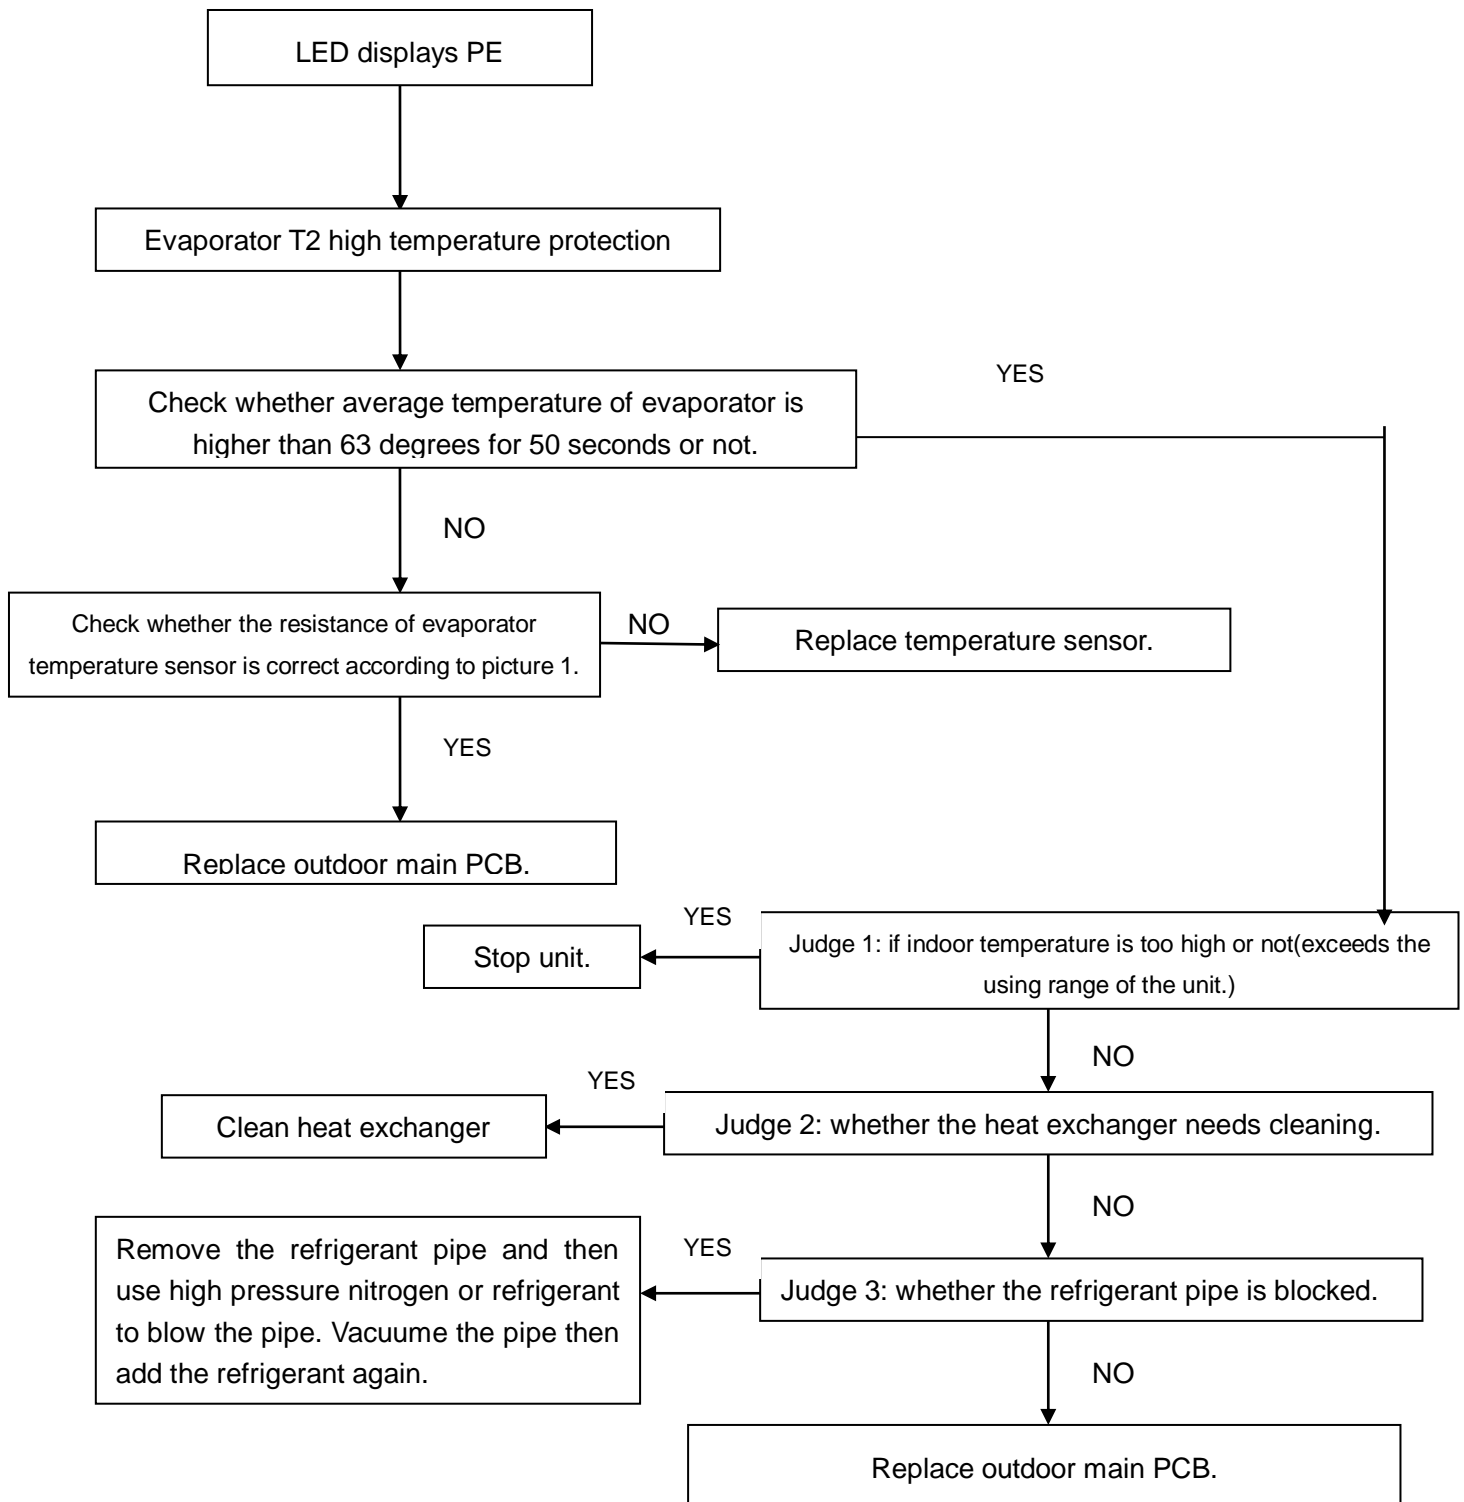 LED displays PE
Evaporator T2 high temperature protection
YES
Check whether average temperature of evaporator is
higher than 63 degrees for 50 seconds or not.
NO
Check whether the resistance of evaporator
temperature sensor is correct according to picture 1.
NO
Replace temperature sensor.
YES
Replace outdoor main PCB.
YES
Stop unit.
Judge 1: if indoor temperature is too high or not(exceeds the
using range of the unit.)
NO
YES
Clean heat exchanger
Judge 2: whether the heat exchanger needs cleaning.
NO
YES
Remove the refrigerant pipe and then
use high pressure nitrogen or refrigerant
to blow the pipe. Vacuume the pipe then
add the refrigerant again.
Judge 3: whether the refrigerant pipe is blocked.
NO
Replace outdoor main PCB.